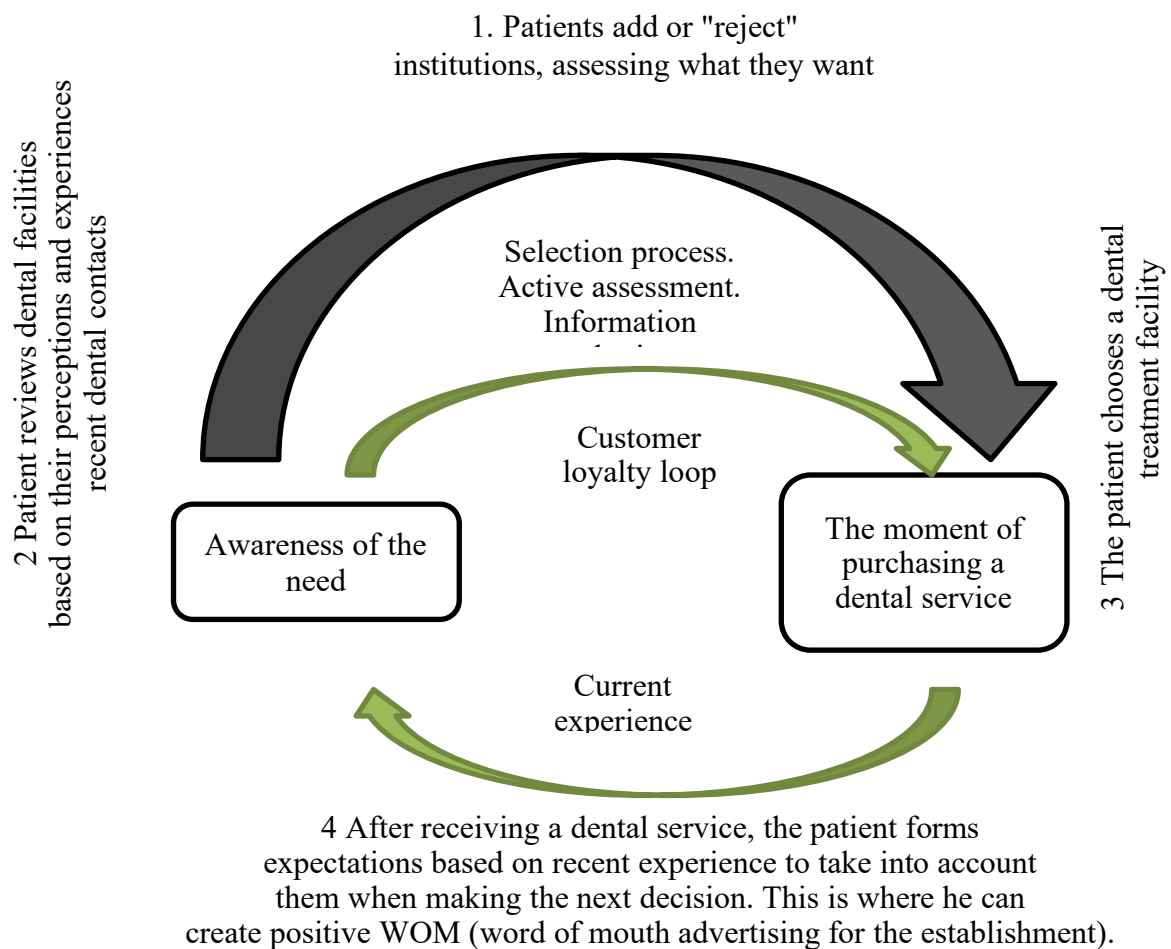 1. Patients add or "reject"
institutions, assessing what they want
2 Patient reviews dental facilities
based on their perceptions and experiences
recent dental contacts
Selection process.
Active assessment.
Information
Customer
loyalty loop
3 The patient chooses a dental
treatment facility
Awareness of the
need
The moment of
purchasing a
dental service
Current
experience
4 After receiving a dental service, the patient forms
expectations based on recent experience to take into account
them when making the next decision. This is where he can
create positive WOM (word of mouth advertising for the establishment).